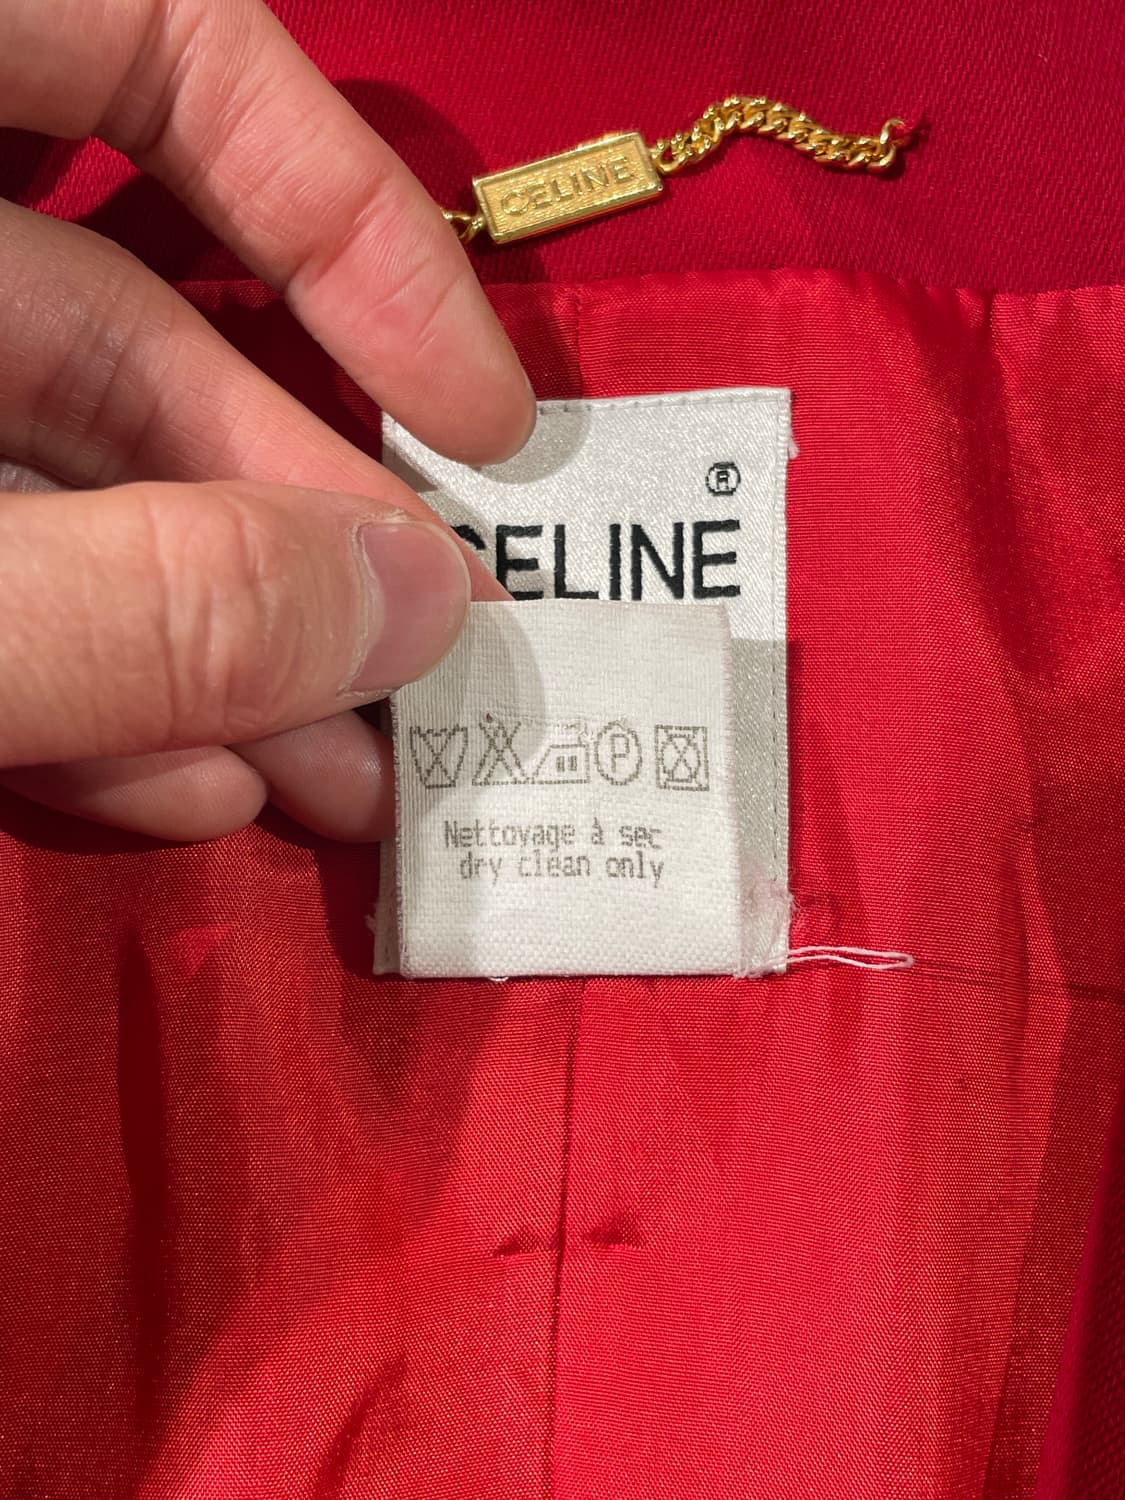 CELINE
®
CELINE
P
Nettoyage à sec
dry clean only